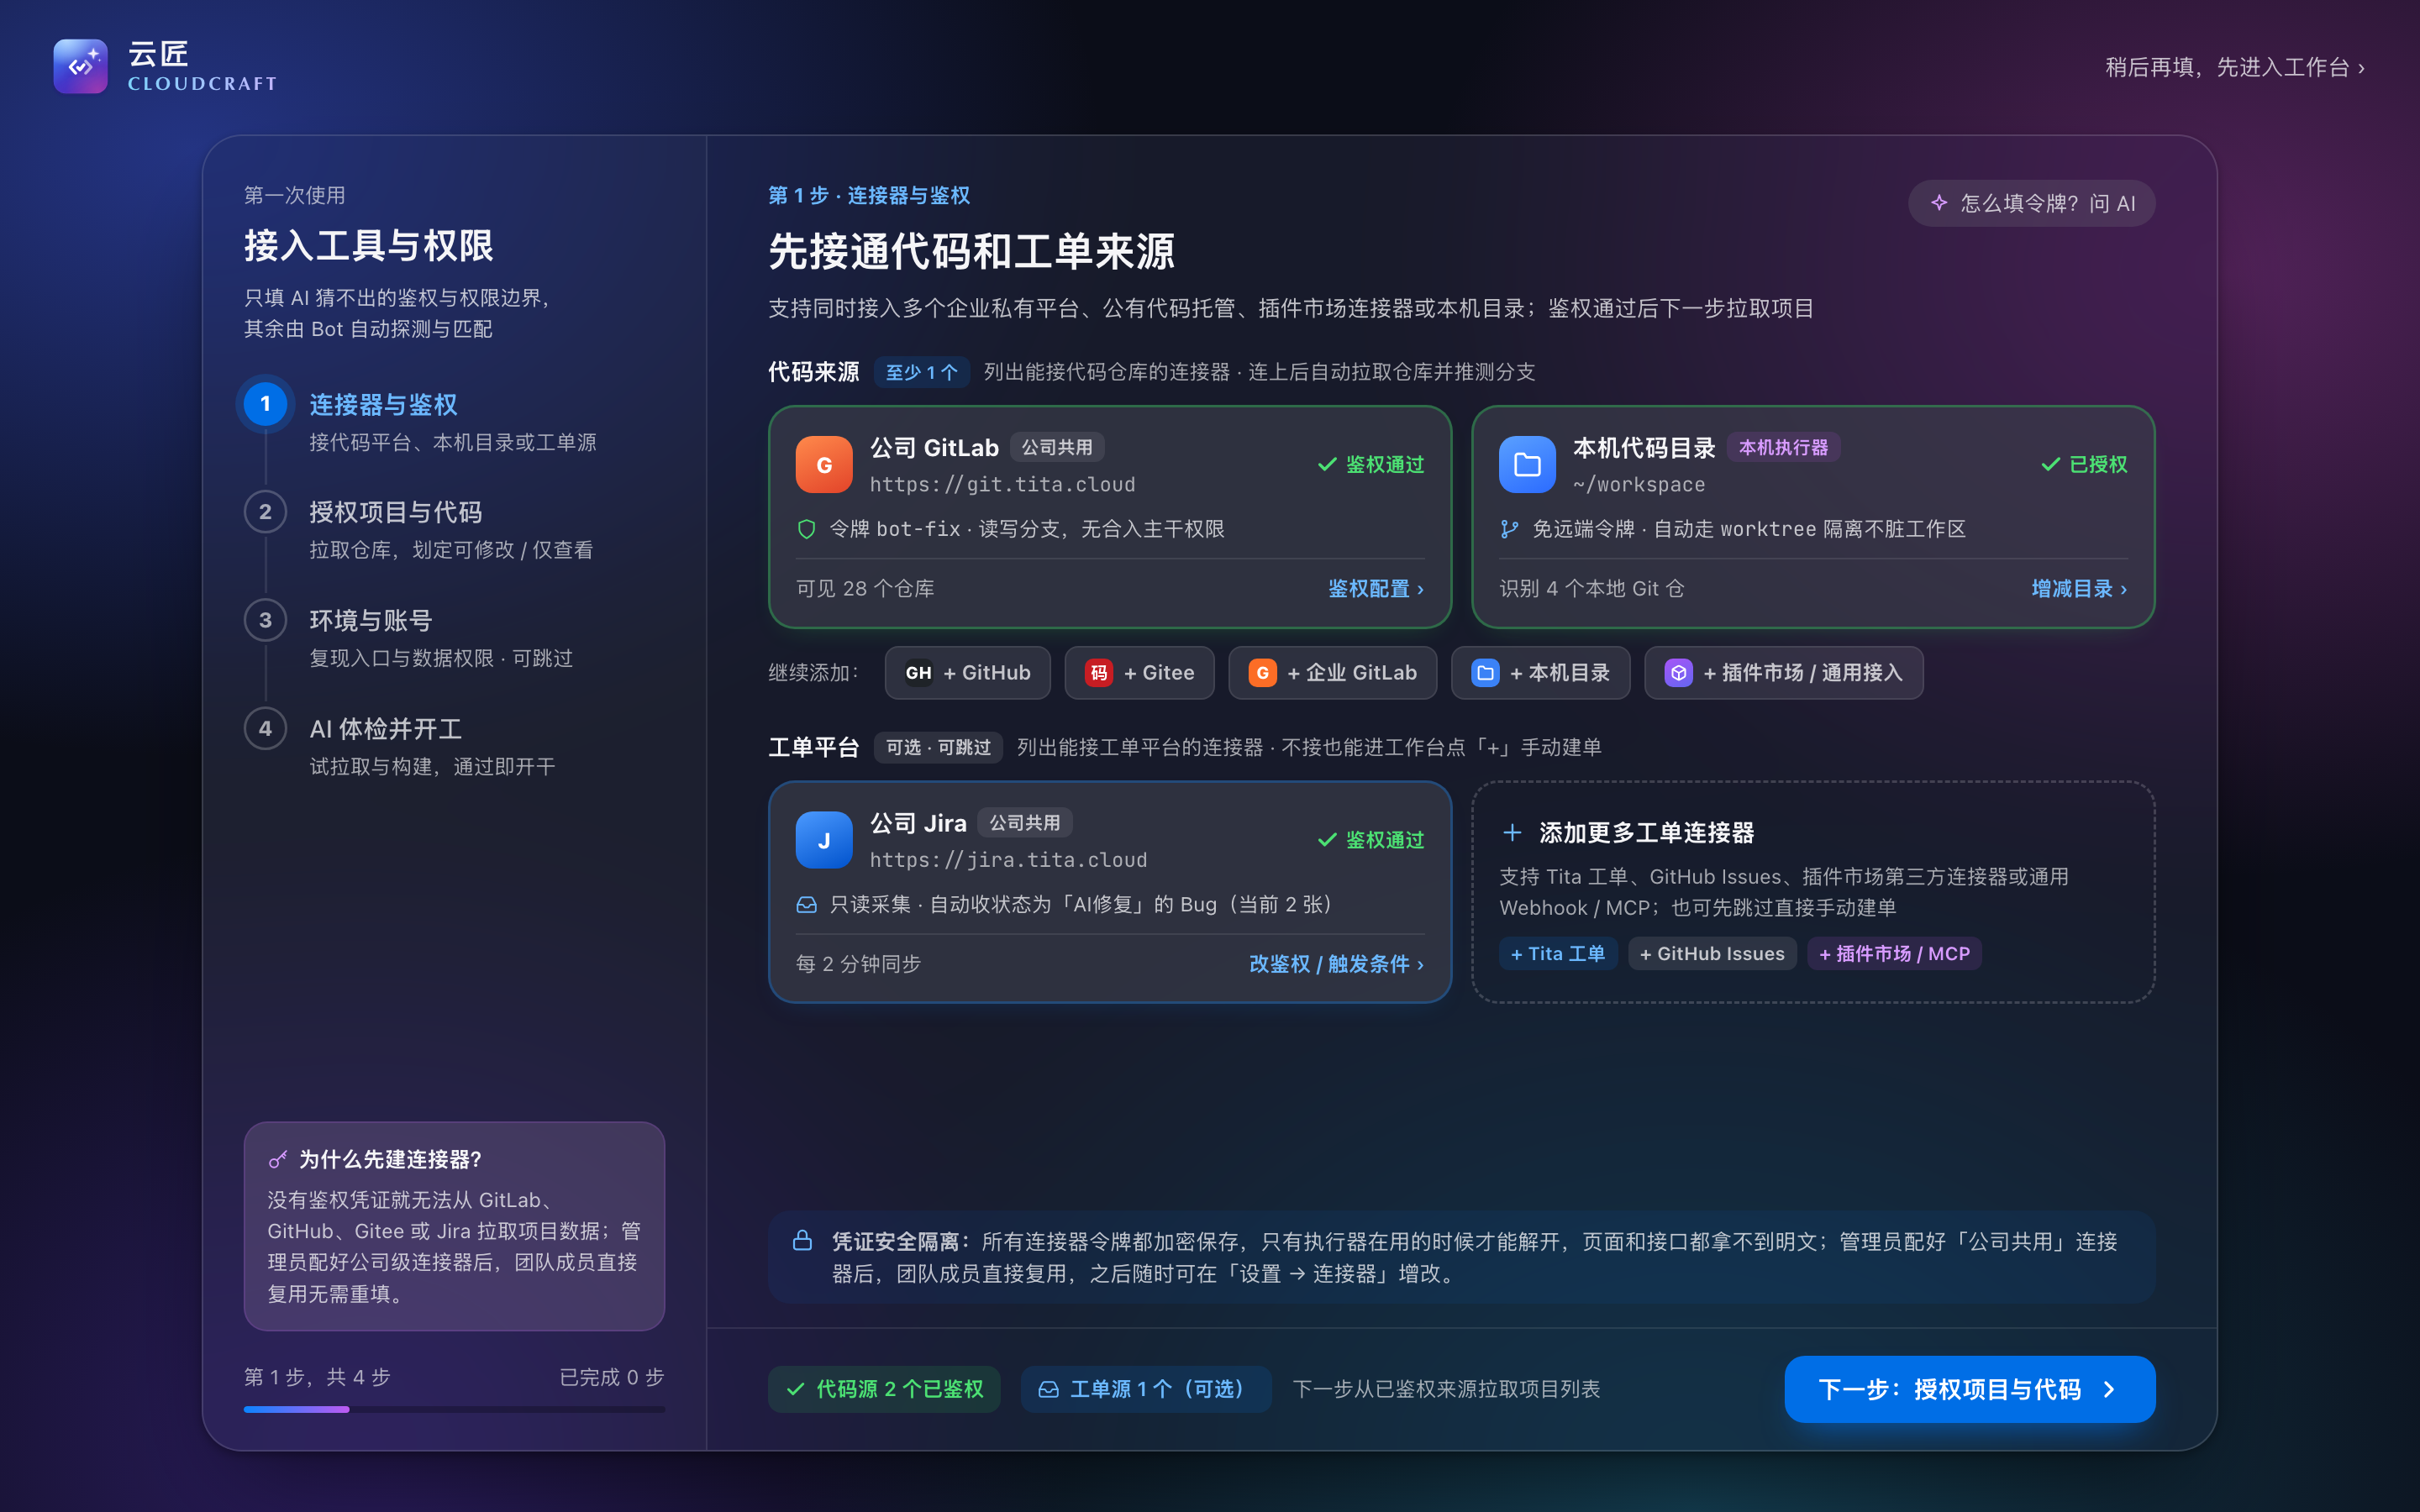 云匠
CLOUDCRAFT
稍后再填，先进入工作台 ›
第一次使用
接入工具与权限
只填 AI 猜不出的鉴权与权限边界，
其余由 Bot 自动探测与匹配
1
连接器与鉴权
接代码平台、本机目录或工单源
2
授权项目与代码
拉取仓库，划定可修改 / 仅查看
3
环境与账号
复现入口与数据权限 · 可跳过
4
AI 体检并开工
试拉取与构建，通过即开干
为什么先建连接器？
没有鉴权凭证就无法从 GitLab、
GitHub、Gitee 或 Jira 拉取项目数据；管
理员配好公司级连接器后，团队成员直接
复用无需重填。
第 1 步，共 4 步
已完成 0 步
第 1 步 · 连接器与鉴权
怎么填令牌？问 AI
先接通代码和工单来源
支持同时接入多个企业私有平台、公有代码托管、插件市场连接器或本机目录；鉴权通过后下一步拉取项目
代码来源 至少 1 个 列出能接代码仓库的连接器 · 连上后自动拉取仓库并推测分支
G
公司 GitLab 公司共用
https://git.tita.cloud
鉴权通过
令牌 bot-fix · 读写分支，无合入主干权限
可见 28 个仓库
鉴权配置 ›
本机代码目录 本机执行器
~/workspace
已授权
免远端令牌 · 自动走 worktree 隔离不脏工作区
识别 4 个本地 Git 仓
增减目录 ›
继续添加： GH + GitHub 码 + Gitee G + 企业 GitLab + 本机目录 + 插件市场 / 通用接入
工单平台 可选 · 可跳过 列出能接工单平台的连接器 · 不接也能进工作台点「+」手动建单
J
公司 Jira 公司共用
https://jira.tita.cloud
鉴权通过
只读采集 · 自动收状态为「AI修复」的 Bug（当前 2 张）
每 2 分钟同步
改鉴权 / 触发条件 ›
添加更多工单连接器
支持 Tita 工单、GitHub Issues、插件市场第三方连接器或通用
Webhook / MCP；也可先跳过直接手动建单
+ Tita 工单 + GitHub Issues + 插件市场 / MCP
凭证安全隔离：所有连接器令牌都加密保存，只有执行器在用的时候才能解开，页面和接口都拿不到明文；管理员配好「公司共用」连接
器后，团队成员直接复用，之后随时可在「设置 → 连接器」增改。
代码源 2 个已鉴权
工单源 1 个（可选）
下一步从已鉴权来源拉取项目列表
下一步：授权项目与代码 ›